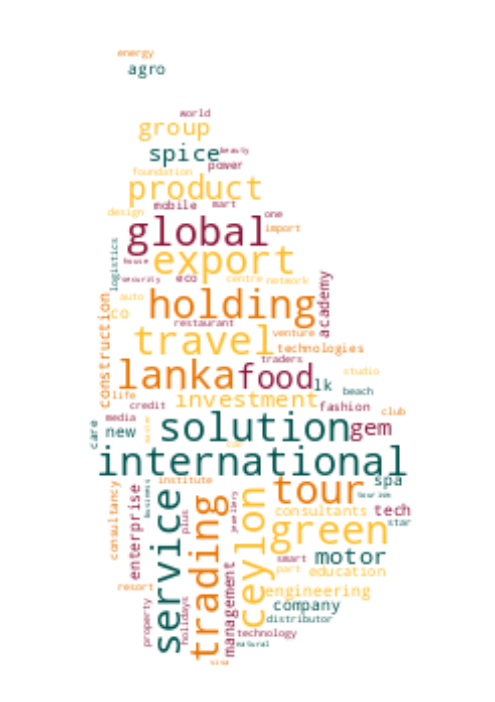 energy
agro
world
group
spice beauty
power
foundation
product
mobile mart
design one
global import
logistics
house export
security eco centre network
auto holding academy
construction
co
restaurant
travel venture
technologies
traders
lanka food lk studio
life beach
investment
credit fashion club
media solution gem
care new
master
car
international
consultancy institute tour spa
enterprise business tourism
service plus trading jewellery ceylon consultants tech
green star
smart motor
part education
resort engineering
property holidays management company
distributor
technology
natural
visa